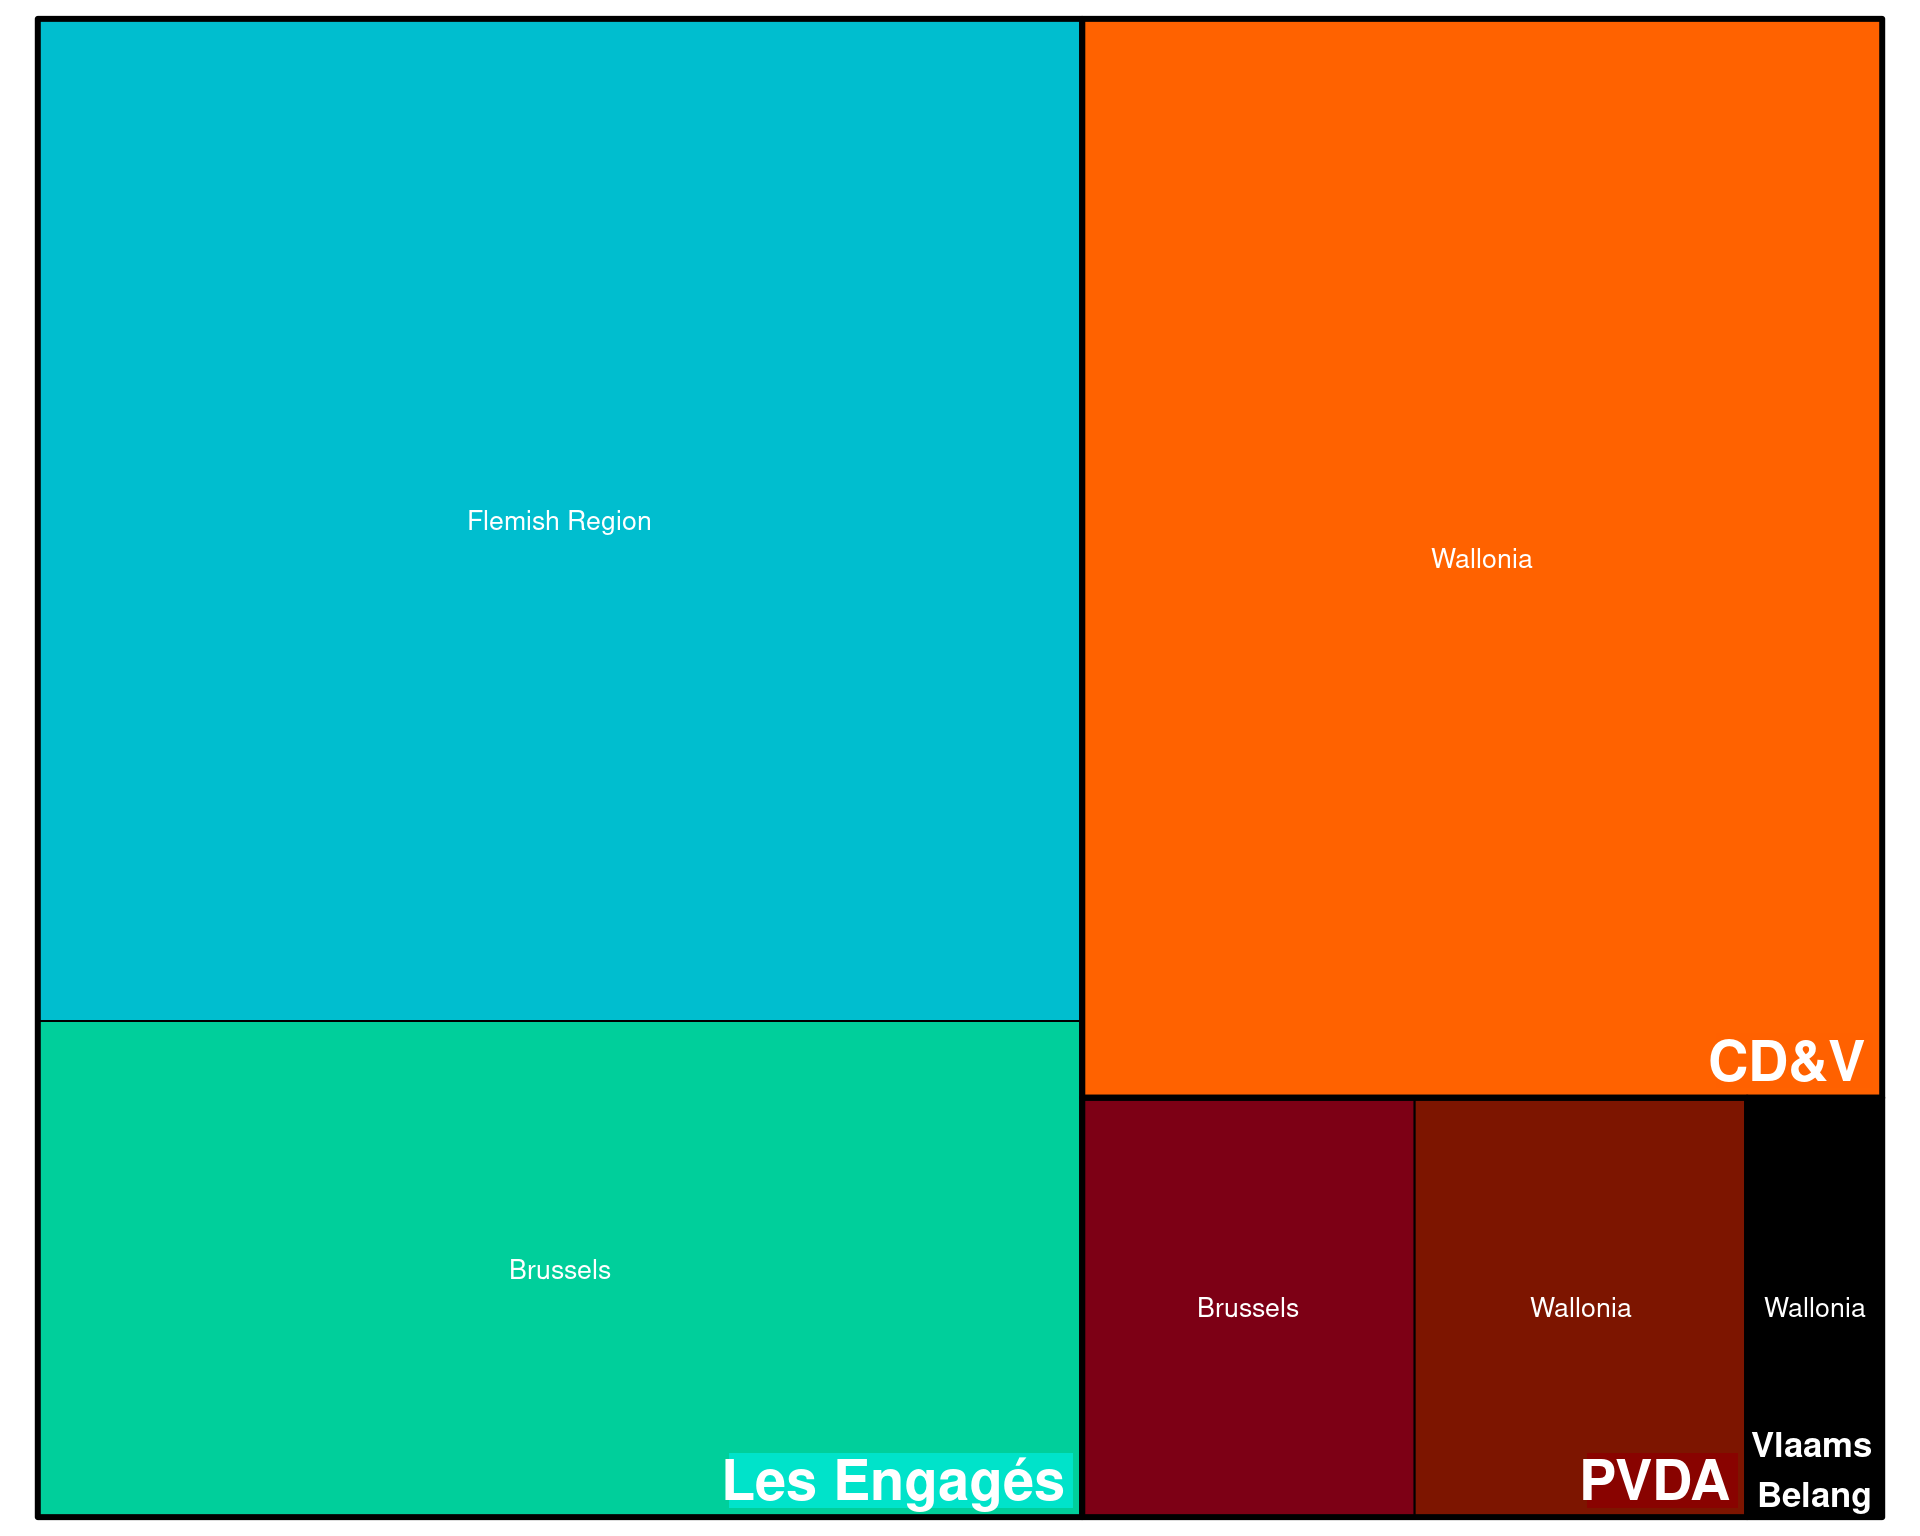 Flemish Region
Wallonia
CD&V
Brussels
Les Engagés
Brussels
Wallonia
PVDA
Wallonia
Vlaams
Belang